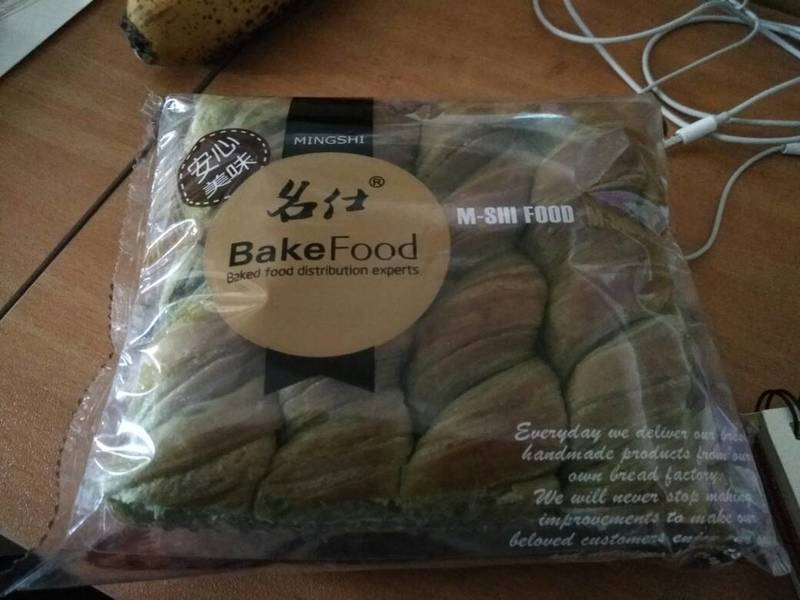 MINGSHI
安心
美味
名仕®
BakeFood
Baked food distribution experts
M-SHI FOOD
Everyday we deliver our
handmade products from our
own bread factory.
We will never stop making
improvements to make our
beloved customers